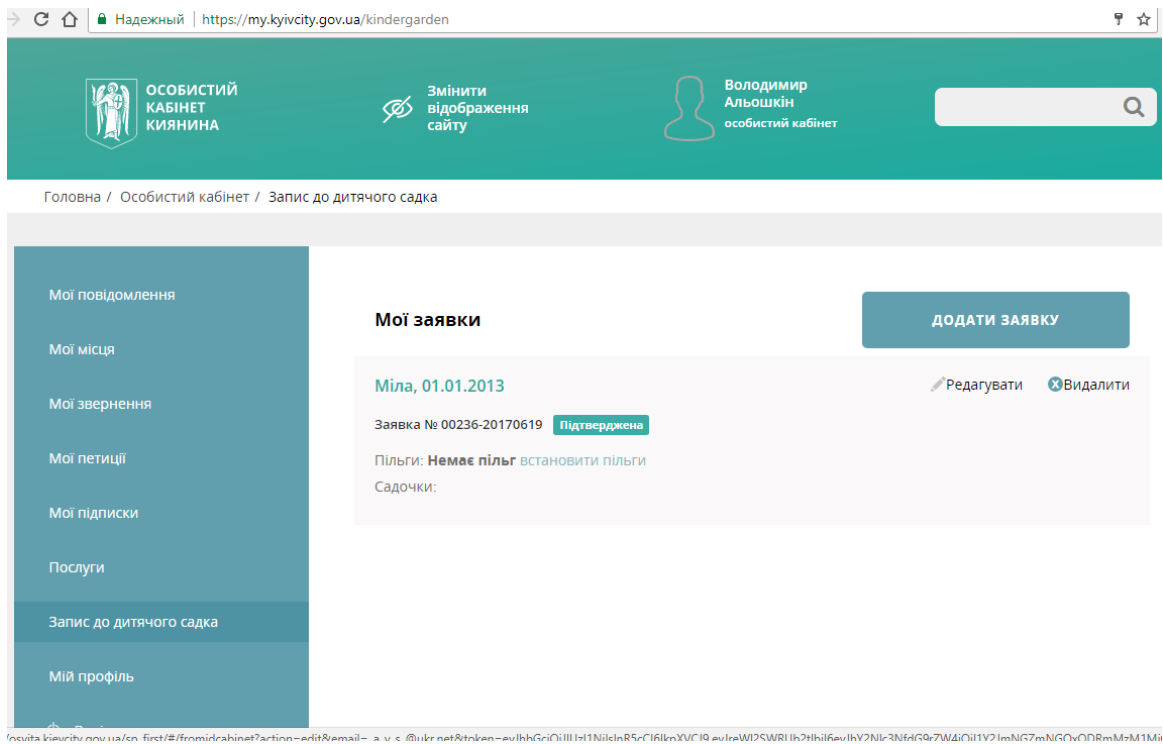 Надежный | https://my.kyivcity.gov.ua/kindergarden
ОСОБИСТИЙ
КАБІНЕТ
КИЯНИНА
Змінити
відображення
сайту
Володимир
Альошкін
особистий кабінет
Головна / Особистий кабінет / Запис до дитячого садка
Мої повідомлення
Мої місця
Мої звернення
Мої петиції
Мої підписки
Послуги
Запис до дитячого садка
Мій профіль
Мої заявки
ДОДАТИ ЗАЯВКУ
Міла, 01.01.2013
Редагувати
Видалити
Заявка № 00236-20170619 Підтверджена
Пільги: Немає пільг встановити пільги
Садочки: